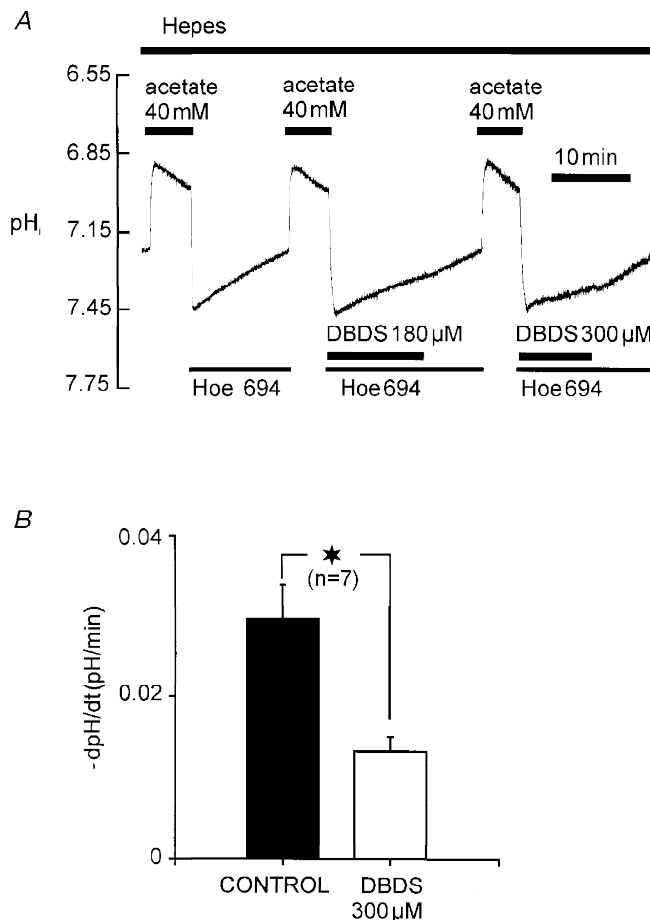 A
Hepes
6.55
6.85
7.15
7.45
7.75
pHi
acetate
40 mM
acetate
40 mM
acetate
40 mM
10 min
DBDS 180 µM
DBDS 300 µM
Hoe 694
Hoe 694
Hoe 694
B
0.04
0.02
0
-dpH/dt(pH/min)
★
(n=7)
CONTROL
DBDS
300 µM